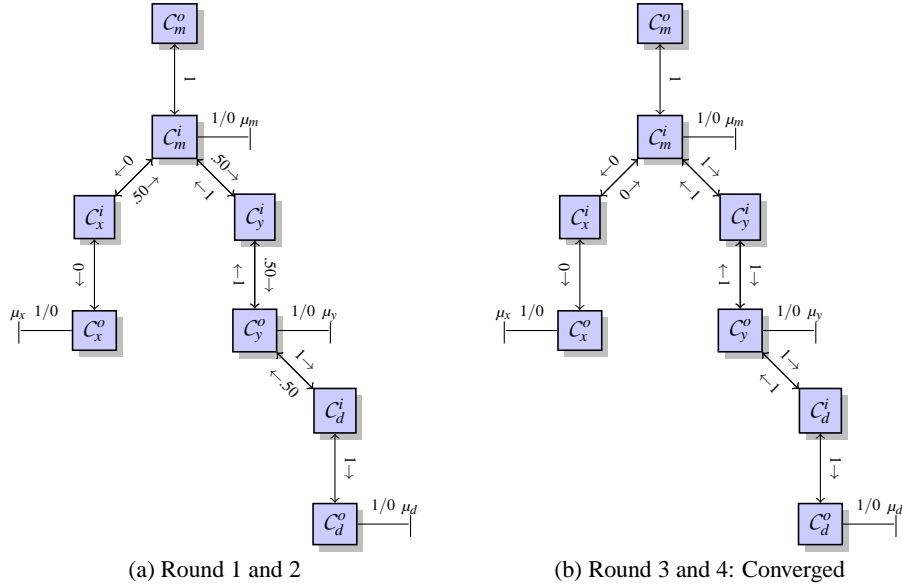 C_m^o
C_m^o
1
1
C_m^i 1/0 μ_m
C_m^i 1/0 μ_m
←0 .50→
←0 1→
.50→ ←1
0→ ←1
C_x^i C_y^i
C_x^i C_y^i
0→ .50→ ←1
0→ 1→ ←1
μ_x 1/0 C_x^o C_y^o 1/0 μ_y
μ_x 1/0 C_x^o C_y^o 1/0 μ_y
1→ ←.50
1→ ←1
C_d^i
C_d^i
1→
1→
C_d^o 1/0 μ_d
C_d^o 1/0 μ_d
(a) Round 1 and 2
(b) Round 3 and 4: Converged